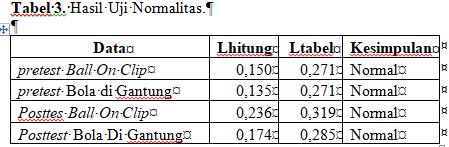 Tabel 3. Hasil Uji Normalitas.¶
¶
Data¤ Lhitung¤ Ltabel¤ Kesimpulan¤ ¤
pretest Ball On Clip¤ 0,150¤ 0,271¤ Normal¤ ¤
pretest Bola di Gantung¤ 0,135¤ 0,271¤ Normal¤ ¤
Posttes Ball On Clip¤ 0,236¤ 0,319¤ Normal¤ ¤
Posttest Bola Di Gantung¤ 0,174¤ 0,285¤ Normal¤ ¤